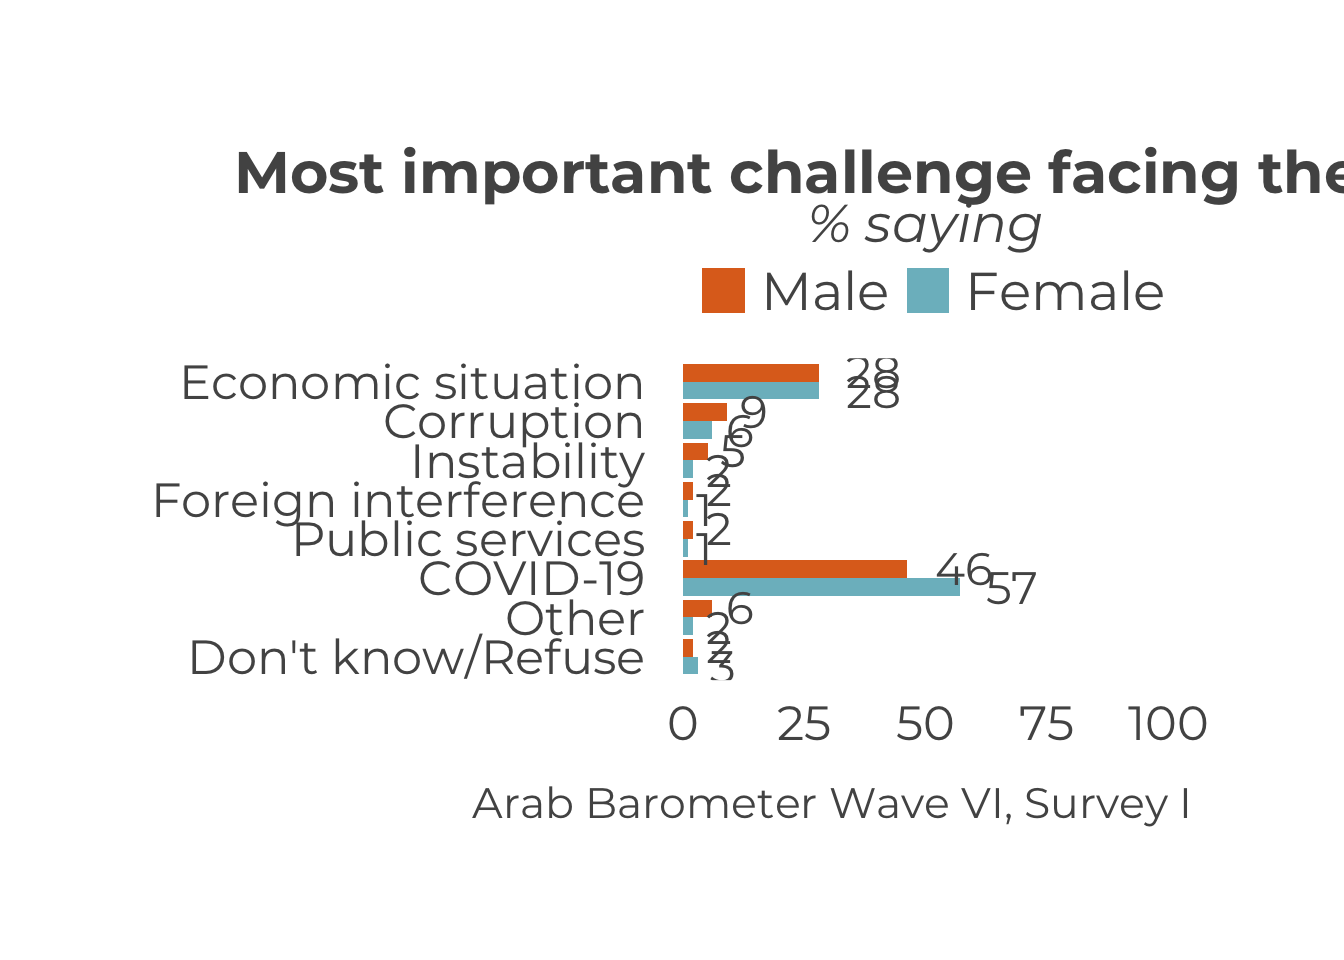 Most important challenge facing the
% saying
Male Female
Economic situation 28
28
Corruption 9
6
Instability 5
2
Foreign interference 2
1
Public services 2
1
COVID-19 46
57
Other 6
2
Don't know/Refuse 2
3
0 25 50 75 100
Arab Barometer Wave VI, Survey I